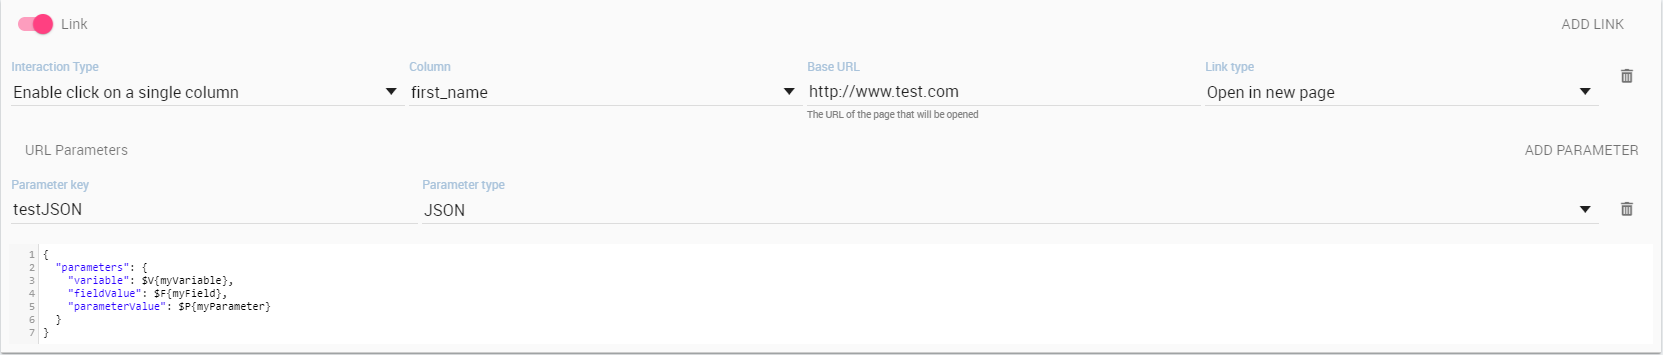 Link ADD LINK
Interaction Type Column Base URL Link type
Enable click on a single column first_name http://www.test.com Open in new page
The URL of the page that will be opened
URL Parameters ADD PARAMETER
Parameter key Parameter type
testJSON JSON
1 {
2 "parameters": {
3 "variable": $V{myVariable},
4 "fieldValue": $F{myField},
5 "parameterValue": $P{myParameter}
6 }
7 }